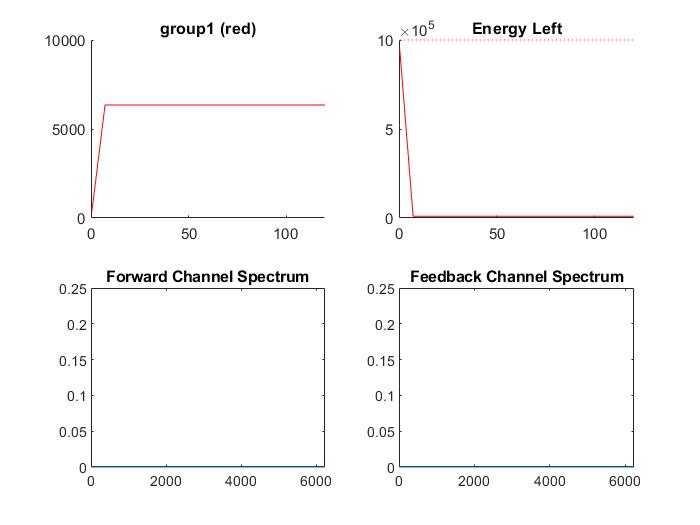 group1 (red)
10000
5000
0
0 50 100
Energy Left
×10^5
10
5
0
0 50 100
Forward Channel Spectrum
0.25
0.2
0.15
0.1
0.05
0
0 2000 4000 6000
Feedback Channel Spectrum
0.25
0.2
0.15
0.1
0.05
0
0 2000 4000 6000